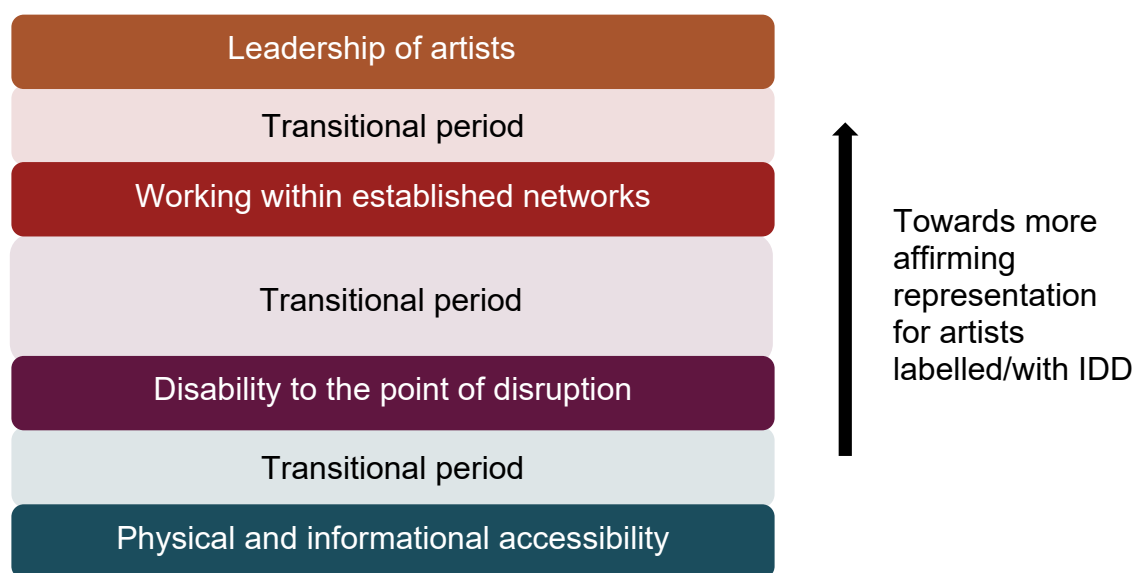 Leadership of artists
Transitional period
Working within established networks
Transitional period
Disability to the point of disruption
Transitional period
Physical and informational accessibility
Towards more
affirming
representation
for artists
labelled/with IDD